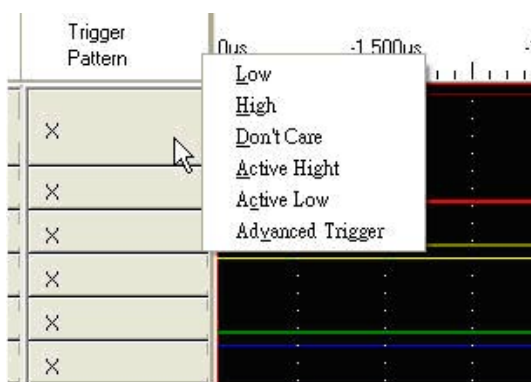 Trigger
Pattern
0us
-1.500us
Low
High
Don't Care
Active Hight
Active Low
Advanced Trigger
X
X
X
X
X
X